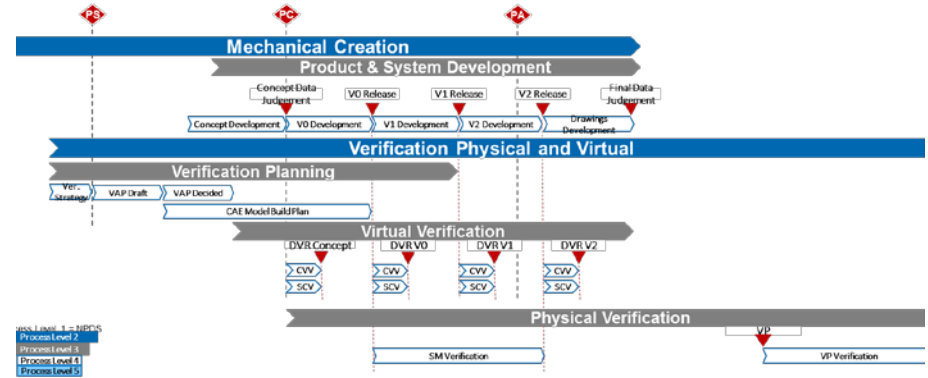 PS
PC
PA
Mechanical Creation
Product & System Development
Concept Data
Judgement
V0 Release
V1 Release
V2 Release
Final Data
Judgement
Concept Development
V0 Development
V1 Development
V2 Development
Drawings
Development
Verification Physical and Virtual
Verification Planning
Ver.
Strategy
VAP Draft
VAP Decided
CAE Model Build Plan
Virtual Verification
DVR Concept
DVR V0
DVR V1
DVR V2
CVV
CVV
CVV
CVV
SCV
SCV
SCV
SCV
Physical Verification
Level 1 = NPDS
Process Level 2
Process Level 3
Process Level 4
Process Level 5
VP
SM Verification
VP Verification